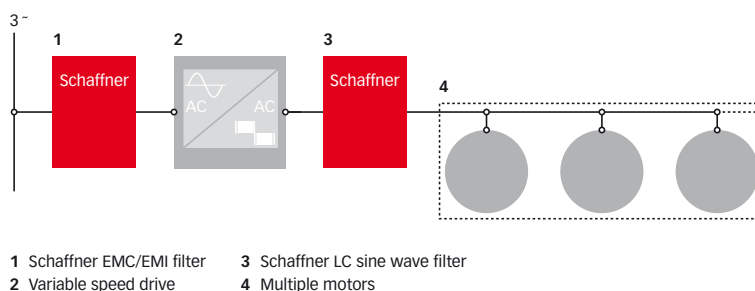 3~
1
2
3
Schaffner
Schaffner
4
AC
AC
1 Schaffner EMC/EMI filter
3 Schaffner LC sine wave filter
2 Variable speed drive
4 Multiple motors